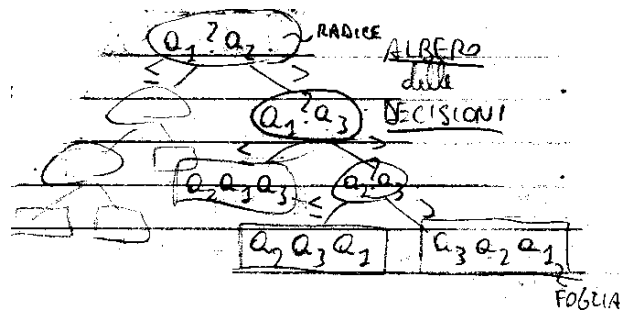 a1 ? a2
RADICE
ALBERO
delle
DECISIONI
≤ >
a1 ? a3
≤ >
a2 a1 a3
a2 ? a3
≤ >
a2 a3 a1
a3 a2 a1
FOGLIA